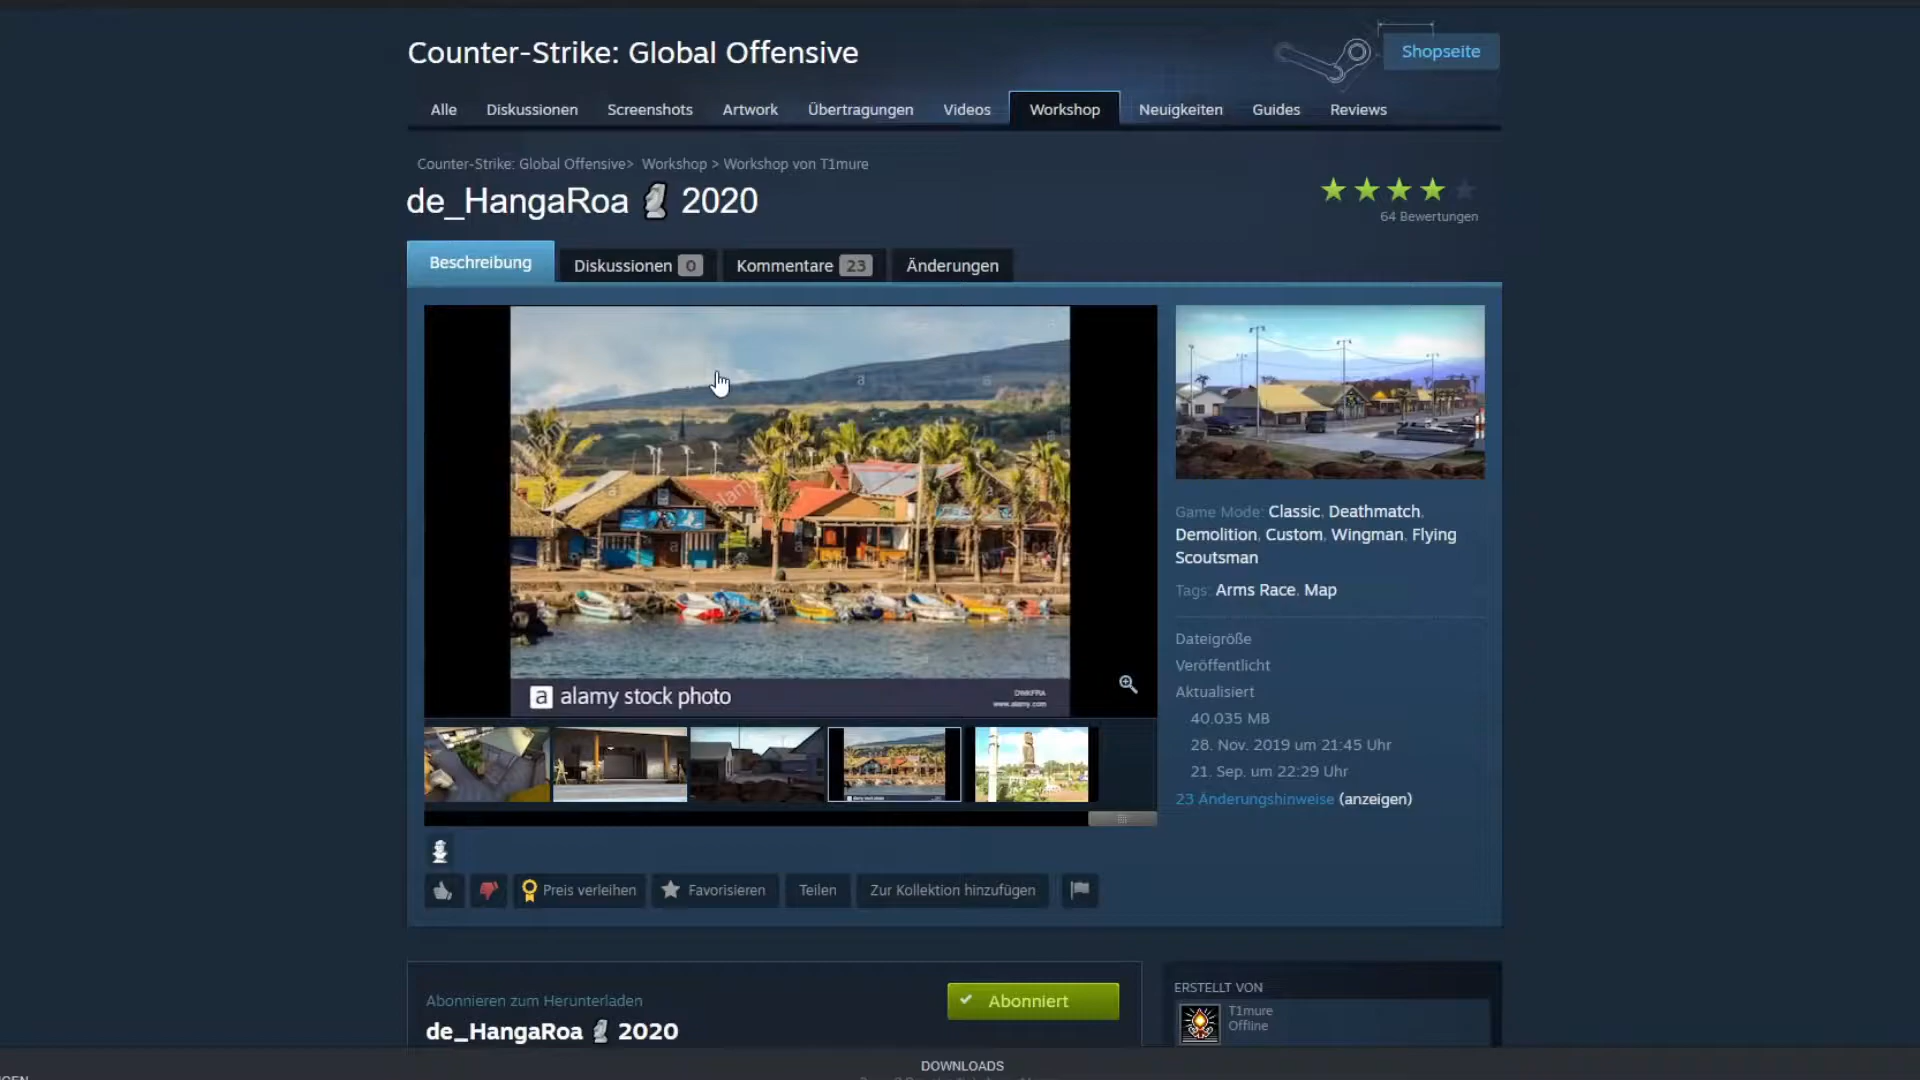 Counter-Strike: Global Offensive
Shopseite
Alle Diskussionen Screenshots Artwork Übertragungen Videos Workshop Neuigkeiten Guides Reviews
Counter-Strike: Global Offensive> Workshop > Workshop von T1mure
de_HangaRoa 🗿 2020
64 Bewertungen
Beschreibung Diskussionen 0 Kommentare 23 Änderungen
a alamy stock photo
www.alamy.com
Game Mode: Classic, Deathmatch,
Demolition, Custom, Wingman, Flying
Scoutsman
Tags: Arms Race, Map
Dateigröße
Veröffentlicht
Aktualisiert
40.035 MB
28. Nov. 2019 um 21:45 Uhr
21. Sep. um 22:29 Uhr
23 Änderungshinweise (anzeigen)
Preis verleihen Favorisieren Teilen Zur Kollektion hinzufügen
Abonnieren zum Herunterladen
de_HangaRoa 🗿 2020
Abonniert
ERSTELLT VON
T1mure
Offline
DOWNLOADS